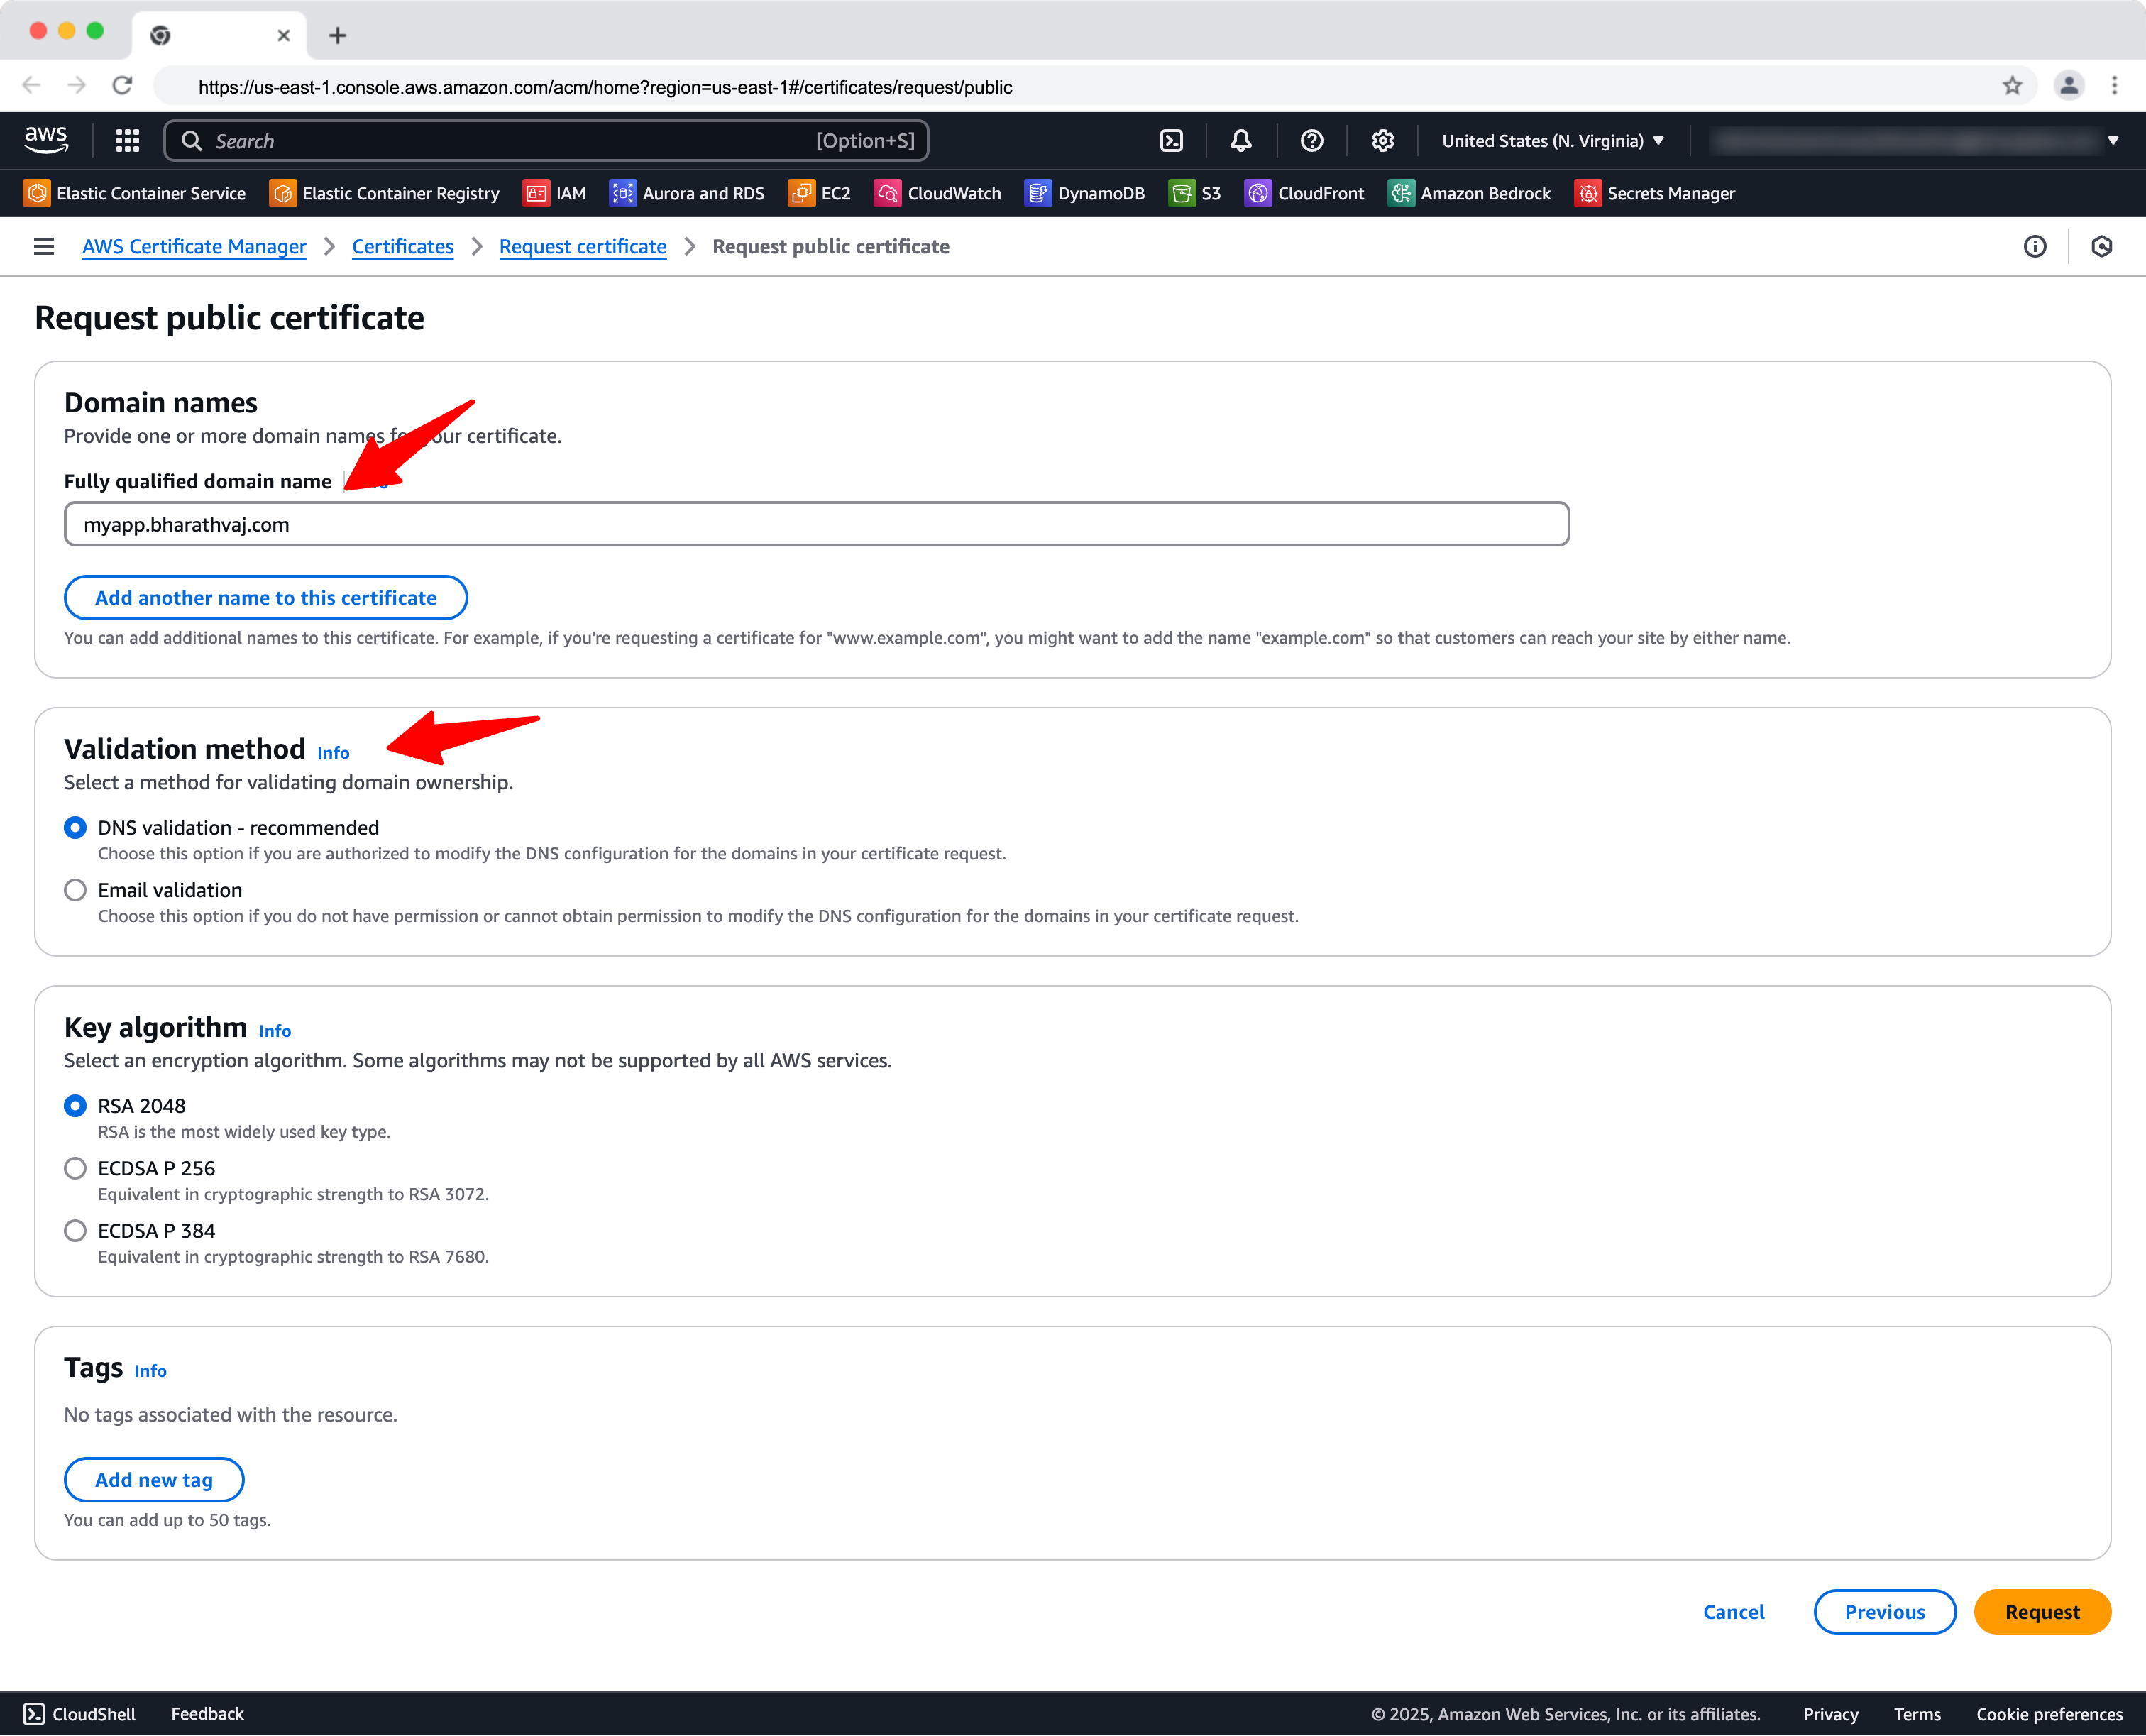 https://us-east-1.console.aws.amazon.com/acm/home?region=us-east-1#/certificates/request/public
aws
Search [Option+S] United States (N. Virginia)
Elastic Container Service Elastic Container Registry IAM Aurora and RDS EC2 CloudWatch DynamoDB S3 CloudFront Amazon Bedrock Secrets Manager
AWS Certificate Manager Certificates Request certificate Request public certificate
Request public certificate
Domain names
Provide one or more domain names your certificate.
Fully qualified domain name
myapp.bharathvaj.com
Add another name to this certificate
You can add additional names to this certificate. For example, if you're requesting a certificate for "www.example.com", you might want to add the name "example.com" so that customers can reach your site by either name.
Validation method Info
Select a method for validating domain ownership.
DNS validation - recommended
Choose this option if you are authorized to modify the DNS configuration for the domains in your certificate request.
Email validation
Choose this option if you do not have permission or cannot obtain permission to modify the DNS configuration for the domains in your certificate request.
Key algorithm Info
Select an encryption algorithm. Some algorithms may not be supported by all AWS services.
RSA 2048
RSA is the most widely used key type.
ECDSA P 256
Equivalent in cryptographic strength to RSA 3072.
ECDSA P 384
Equivalent in cryptographic strength to RSA 7680.
Tags Info
No tags associated with the resource.
Add new tag
You can add up to 50 tags.
Cancel Previous Request
CloudShell Feedback © 2025, Amazon Web Services, Inc. or its affiliates. Privacy Terms Cookie preferences